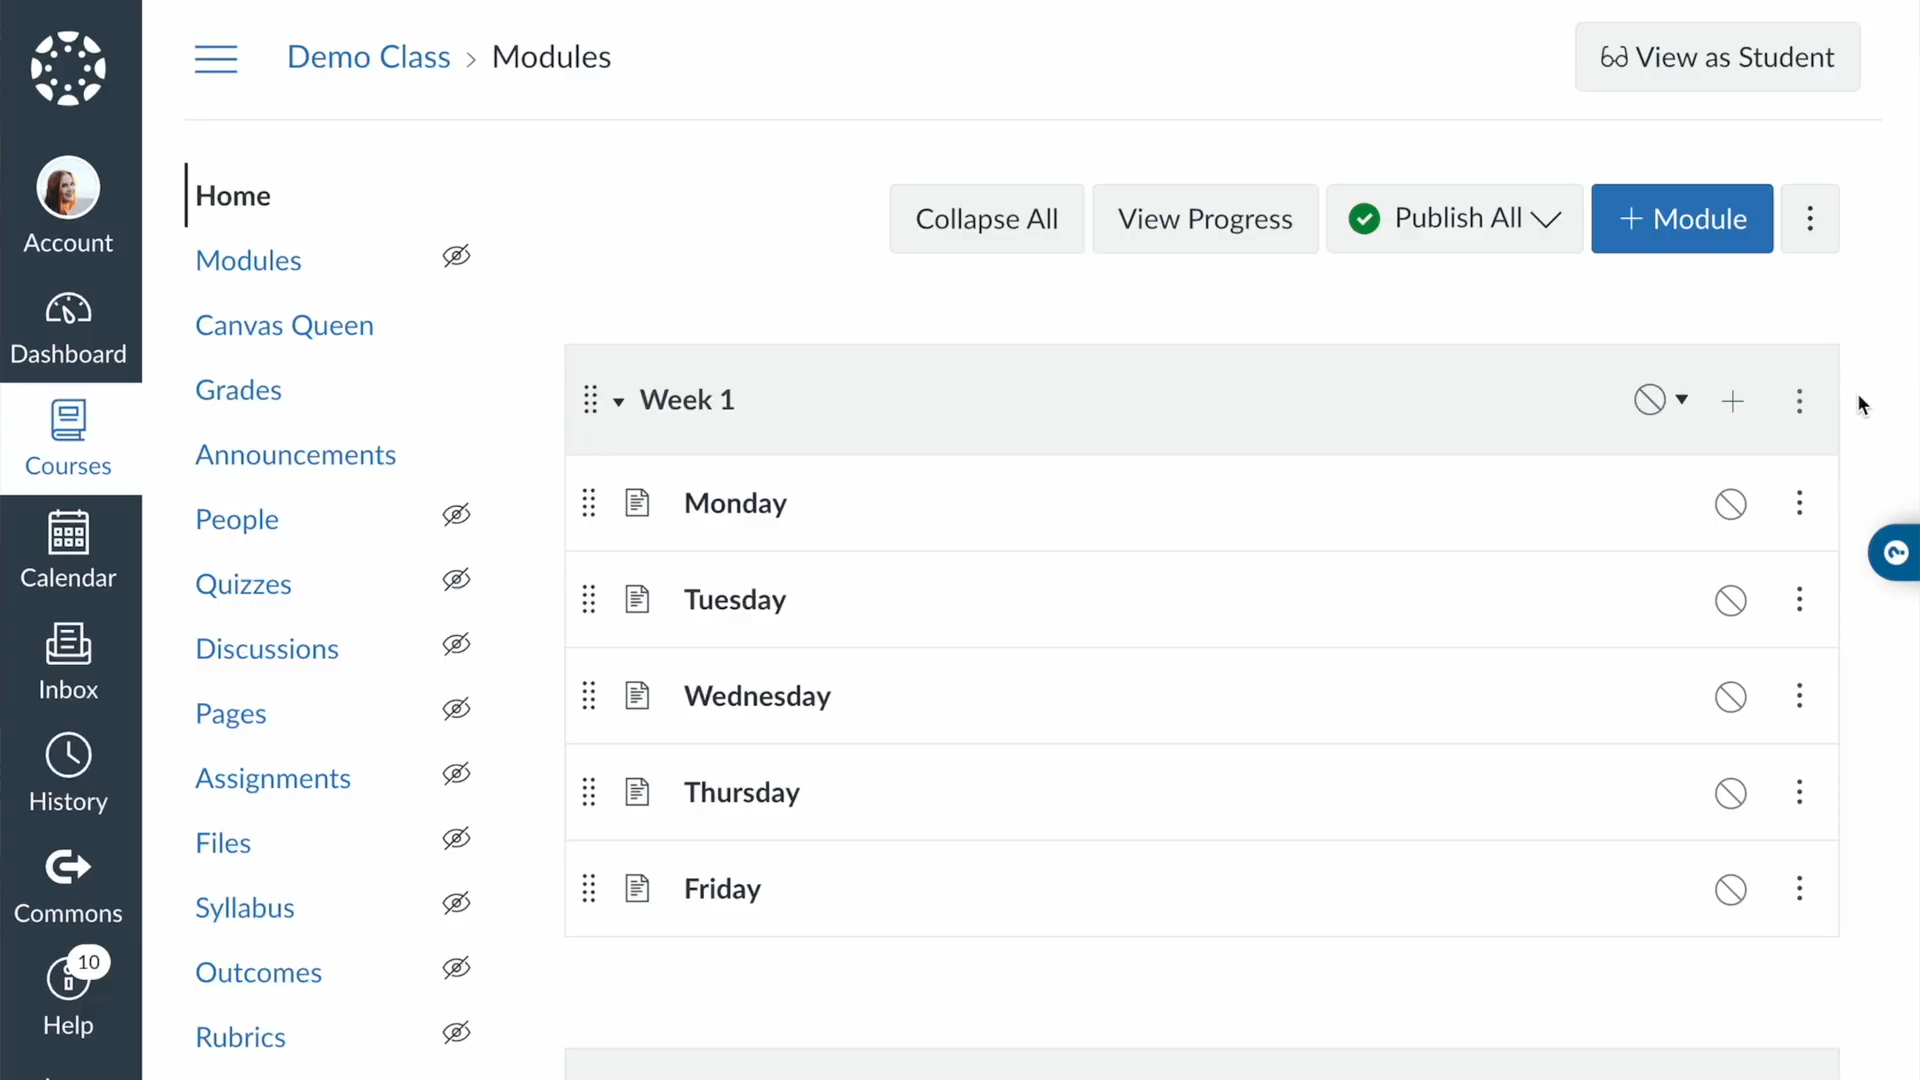 Demo Class > Modules
View as Student
Account
Dashboard
Courses
Calendar
Inbox
History
Commons
10
Help
Home
Modules
Canvas Queen
Grades
Announcements
People
Quizzes
Discussions
Pages
Assignments
Files
Syllabus
Outcomes
Rubrics
Collapse All
View Progress
Publish All
+ Module
Week 1
Monday
Tuesday
Wednesday
Thursday
Friday